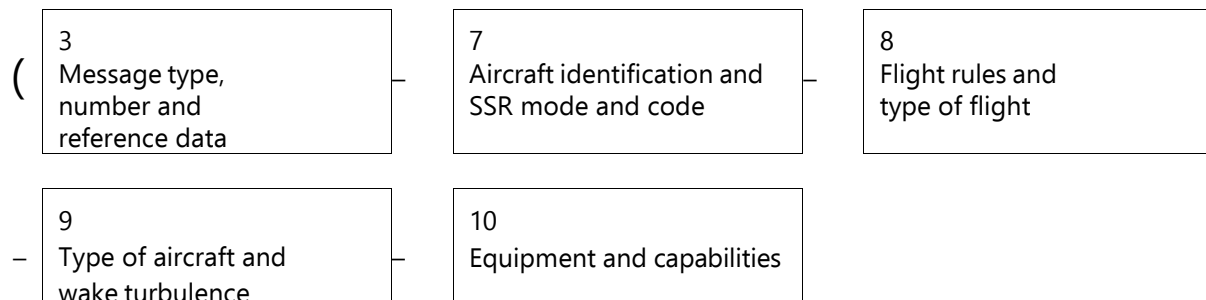 ( 3
Message type,
number and
reference data
– 7
Aircraft identification and
SSR mode and code
– 8
Flight rules and
type of flight
– 9
Type of aircraft and
wake turbulence
– 10
Equipment and capabilities